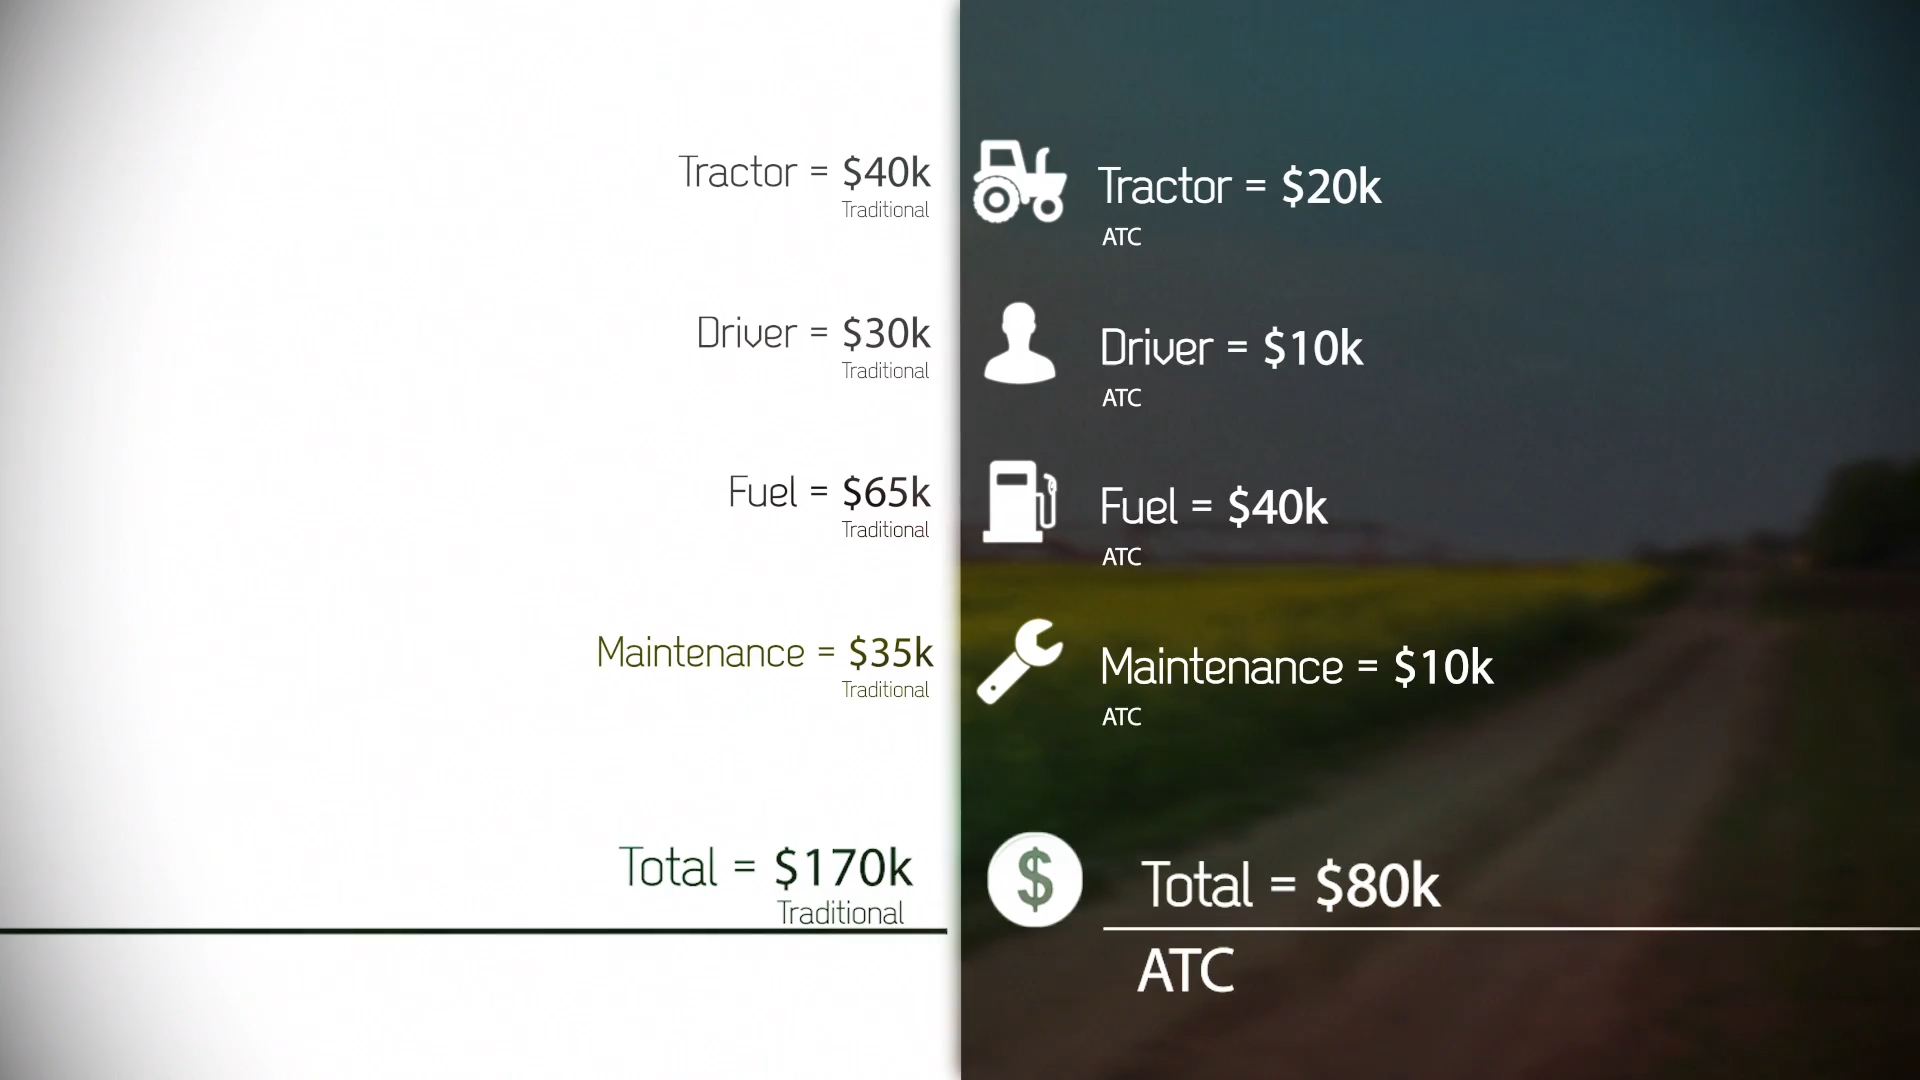 Tractor = $40k
Traditional
Driver = $30k
Traditional
Fuel = $65k
Traditional
Maintenance = $35k
Traditional
Total = $170k
Traditional
Tractor = $20k
ATC
Driver = $10k
ATC
Fuel = $40k
ATC
Maintenance = $10k
ATC
$
Total = $80k
ATC